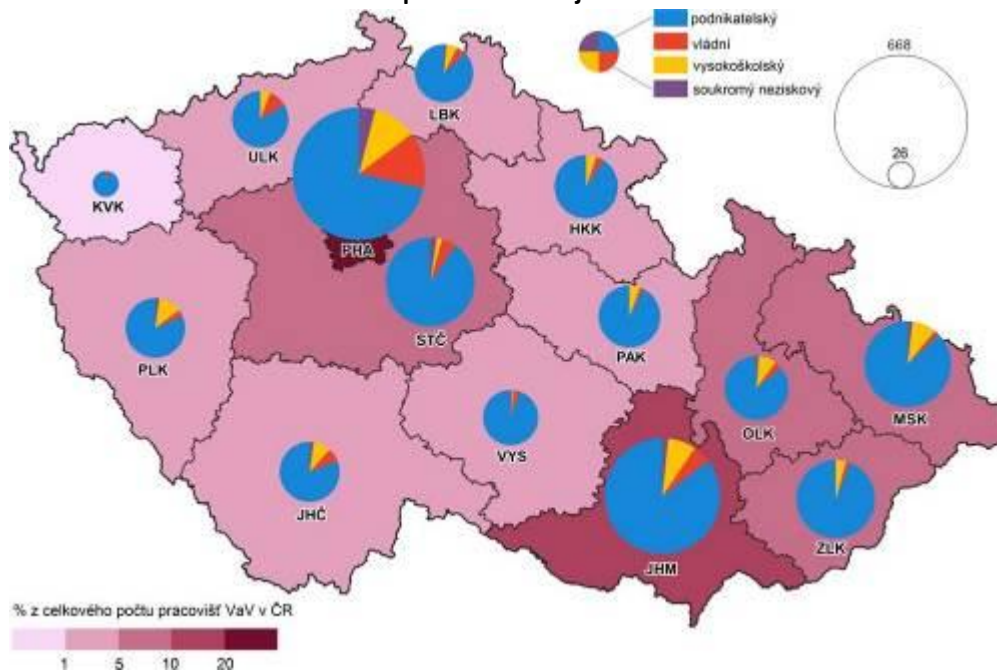 podnikatelský
vládní
vysokoškolský
soukromý neziskový
668
26
LBK
ULK
KVK
HKK
PHA
STČ
PAK
PLK
MSK
OLK
VYS
JHČ
ZLK
JHM
% z celkového počtu pracovišť VaV v ČR
1 5 10 20